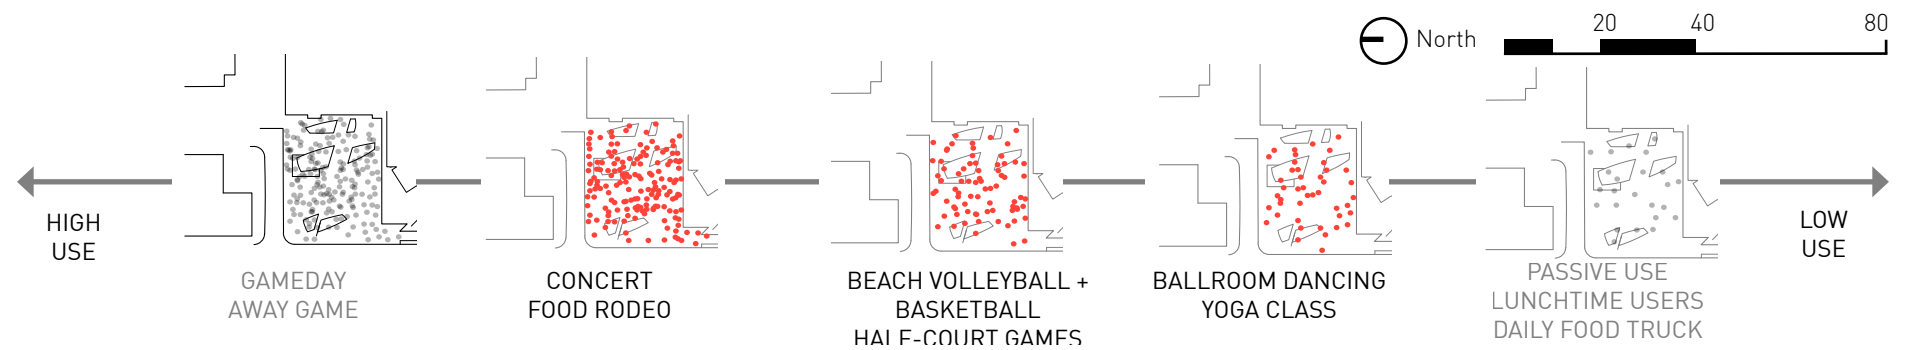 North
20 40 80
HIGH
USE
GAMEDAY
AWAY GAME
CONCERT
FOOD RODEO
BEACH VOLLEYBALL +
BASKETBALL
HALF-COURT GAMES
BALLROOM DANCING
YOGA CLASS
PASSIVE USE
LUNCHTIME USERS
DAILY FOOD TRUCK
LOW
USE